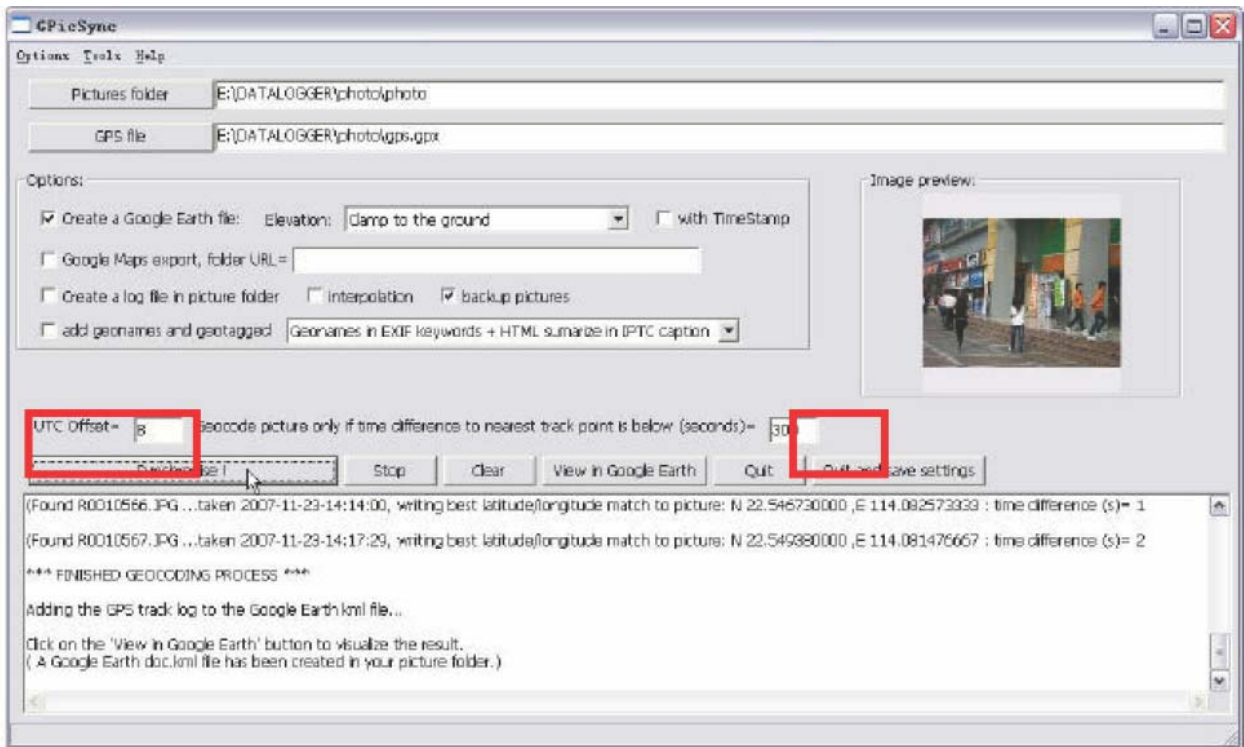 GPicSync
Options Tools Help
Pictures folder E:\DATALOGGER\photo\photo
GPS file E:\DATALOGGER\photo\gps.gpx
Options:
Image preview:
Create a Google Earth file: Elevation: Clamp to the ground with TimeStamp
Google Maps export, folder URL=
Create a log file in picture folder interpolation backup pictures
add geonames and geotagged Geonames in EXIF keywords + HTML sumarize in IPTC caption
UTC Offset= 8 Geocode picture only if time difference to nearest track point is below (seconds)= 300
Synchronise ! Stop Clear View in Google Earth Quit Quit and save settings
(Found R0010566.JPG ...taken 2007-11-23-14:14:00, writing best latitude/longitude match to picture: N 22.546730000 ,E 114.082573333 : time difference (s)= 1
(Found R0010567.JPG ...taken 2007-11-23-14:17:29, writing best latitude/longitude match to picture: N 22.549380000 ,E 114.081476667 : time difference (s)= 2
*** FINISHED GEOCODING PROCESS ***
Adding the GPS track log to the Google Earth kml file...
Click on the 'View in Google Earth' button to visualize the result.
( A Google Earth doc.kml file has been created in your picture folder.)